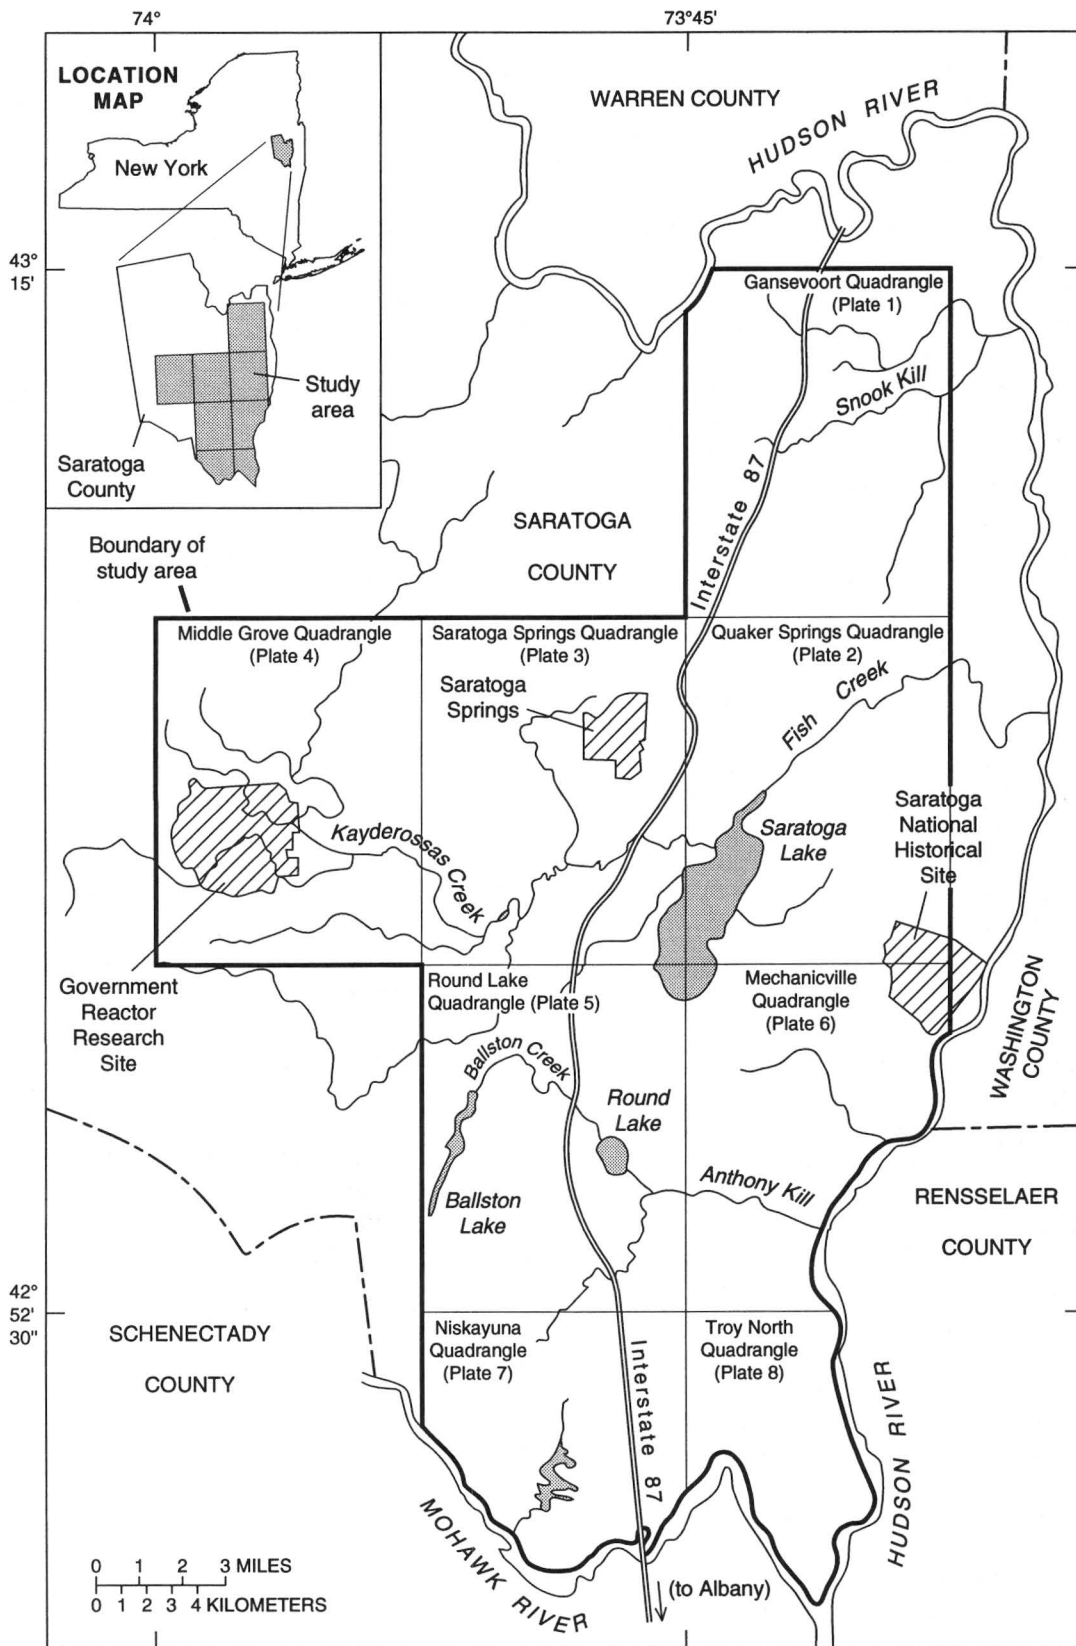 74°
73°45'
LOCATION
MAP
New York
Study
area
Saratoga
County
WARREN COUNTY
HUDSON RIVER
43°
15'
Gansevoort Quadrangle
(Plate 1)
Snook Kill
Interstate 87
SARATOGA
COUNTY
Boundary of
study area
Middle Grove Quadrangle
(Plate 4)
Saratoga Springs Quadrangle
(Plate 3)
Quaker Springs Quadrangle
(Plate 2)
Saratoga
Springs
Fish Creek
Kayderossas Creek
Saratoga
Lake
Saratoga
National
Historical
Site
Government
Reactor
Research
Site
Round Lake
Quadrangle (Plate 5)
Mechanicville
Quadrangle
(Plate 6)
WASHINGTON
COUNTY
Ballston Creek
Round
Lake
Ballston
Lake
Anthony Kill
RENSSELAER
COUNTY
42°
52'
30"
SCHENECTADY
COUNTY
Niskayuna
Quadrangle
(Plate 7)
Troy North
Quadrangle
(Plate 8)
Interstate 87
HUDSON RIVER
MOHAWK RIVER
(to Albany)
0 1 2 3 MILES
0 1 2 3 4 KILOMETERS